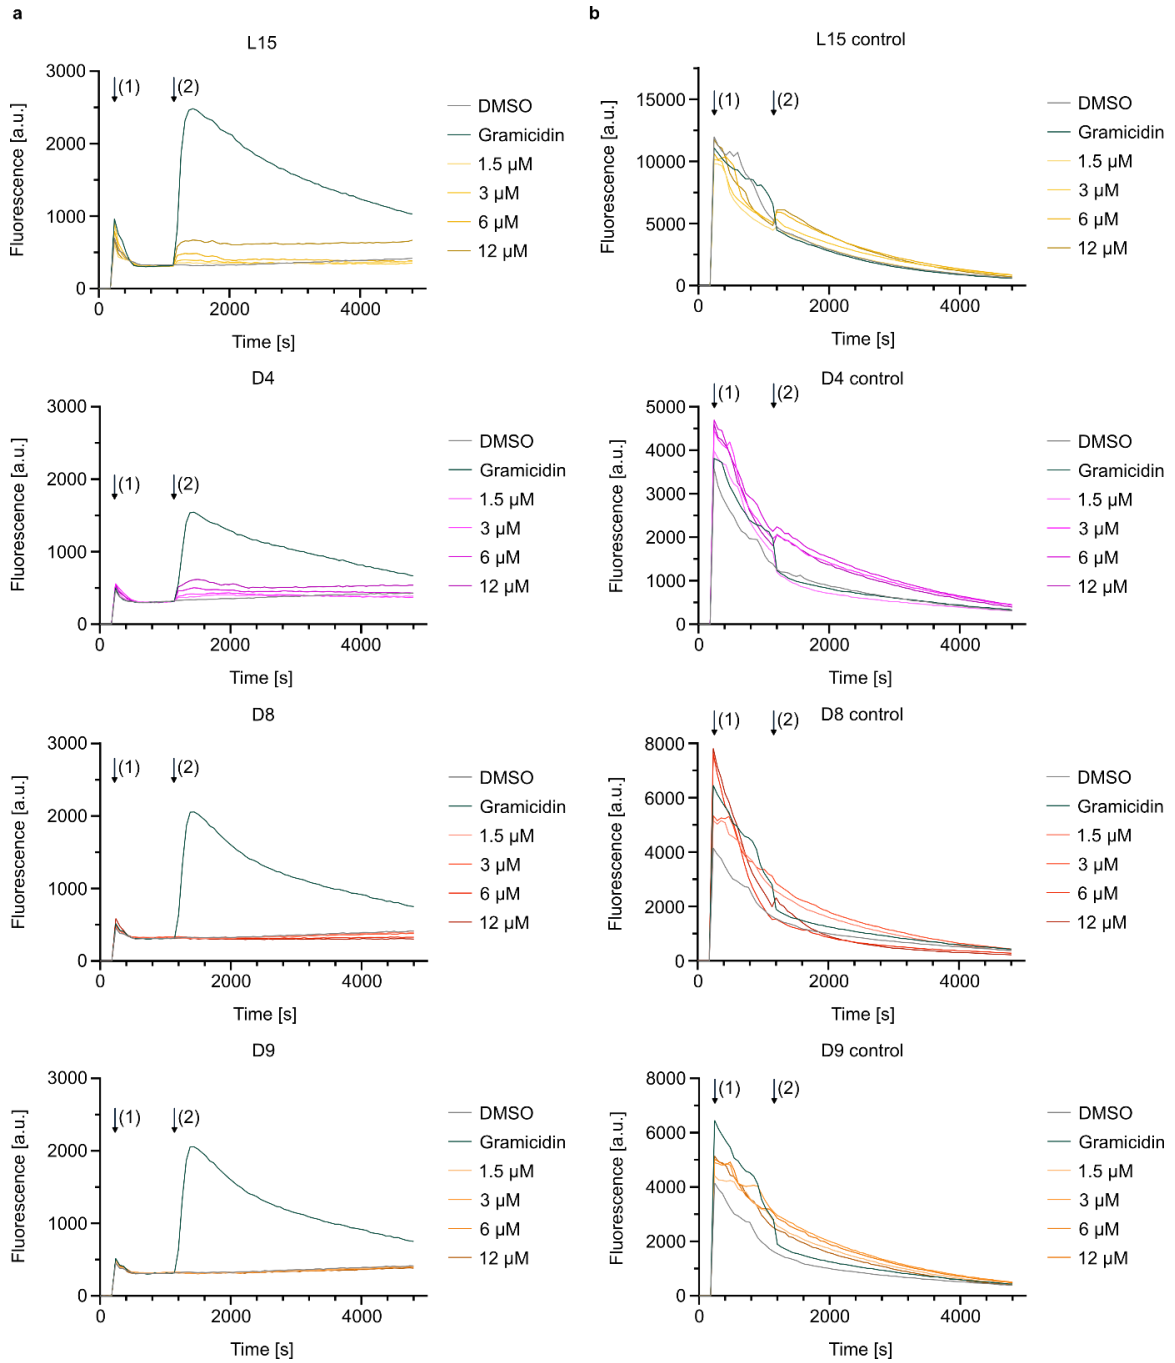 a
b
L15
3000
2000
1000
0
0
2000
4000
Fluorescence [a.u.]
Time [s]
(1)
(2)
DMSO
Gramicidin
1.5 µM
3 µM
6 µM
12 µM
L15 control
15000
10000
5000
0
0
2000
4000
Fluorescence [a.u.]
Time [s]
(1)
(2)
DMSO
Gramicidin
1.5 µM
3 µM
6 µM
12 µM
D4
3000
2000
1000
0
0
2000
4000
Fluorescence [a.u.]
Time [s]
(1)
(2)
DMSO
Gramicidin
1.5 µM
3 µM
6 µM
12 µM
D4 control
5000
4000
3000
2000
1000
0
0
2000
4000
Fluorescence [a.u.]
Time [s]
(1)
(2)
DMSO
Gramicidin
1.5 µM
3 µM
6 µM
12 µM
D8
3000
2000
1000
0
0
2000
4000
Fluorescence [a.u.]
Time [s]
(1)
(2)
DMSO
Gramicidin
1.5 µM
3 µM
6 µM
12 µM
D8 control
8000
6000
4000
2000
0
0
2000
4000
Fluorescence [a.u.]
Time [s]
(1)
(2)
DMSO
Gramicidin
1.5 µM
3 µM
6 µM
12 µM
D9
3000
2000
1000
0
0
2000
4000
Fluorescence [a.u.]
Time [s]
(1)
(2)
DMSO
Gramicidin
1.5 µM
3 µM
6 µM
12 µM
D9 control
8000
6000
4000
2000
0
0
2000
4000
Fluorescence [a.u.]
Time [s]
(1)
(2)
DMSO
Gramicidin
1.5 µM
3 µM
6 µM
12 µM